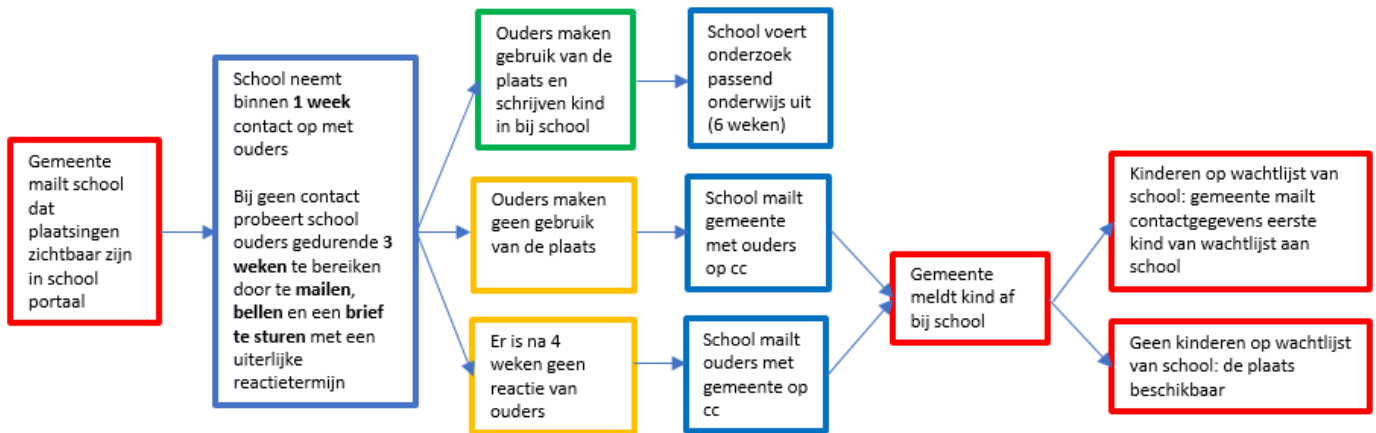 Gemeente
mailt school
dat
plaatsingen
zichtbaar zijn
in school
portaal
School neemt
binnen 1 week
contact op met
ouders
Bij geen contact
probeert school
ouders gedurende 3
weken te bereiken
door te mailen,
bellen en een brief
te sturen met een
uiterlijke
reactietermijn
Ouders maken
gebruik van de
plaats en
schrijven kind
in bij school
School voert
onderzoek
passend
onderwijs uit
(6 weken)
Ouders maken
geen gebruik
van de plaats
School mailt
gemeente
met ouders
op cc
Er is na 4
weken geen
reactie van
ouders
School mailt
ouders met
gemeente op
cc
Gemeente
meldt kind af
bij school
Kinderen op wachtlijst van
school: gemeente mailt
contactgegevens eerste
kind van wachtlijst aan
school
Geen kinderen op wachtlijst
van school: de plaats
beschikbaar